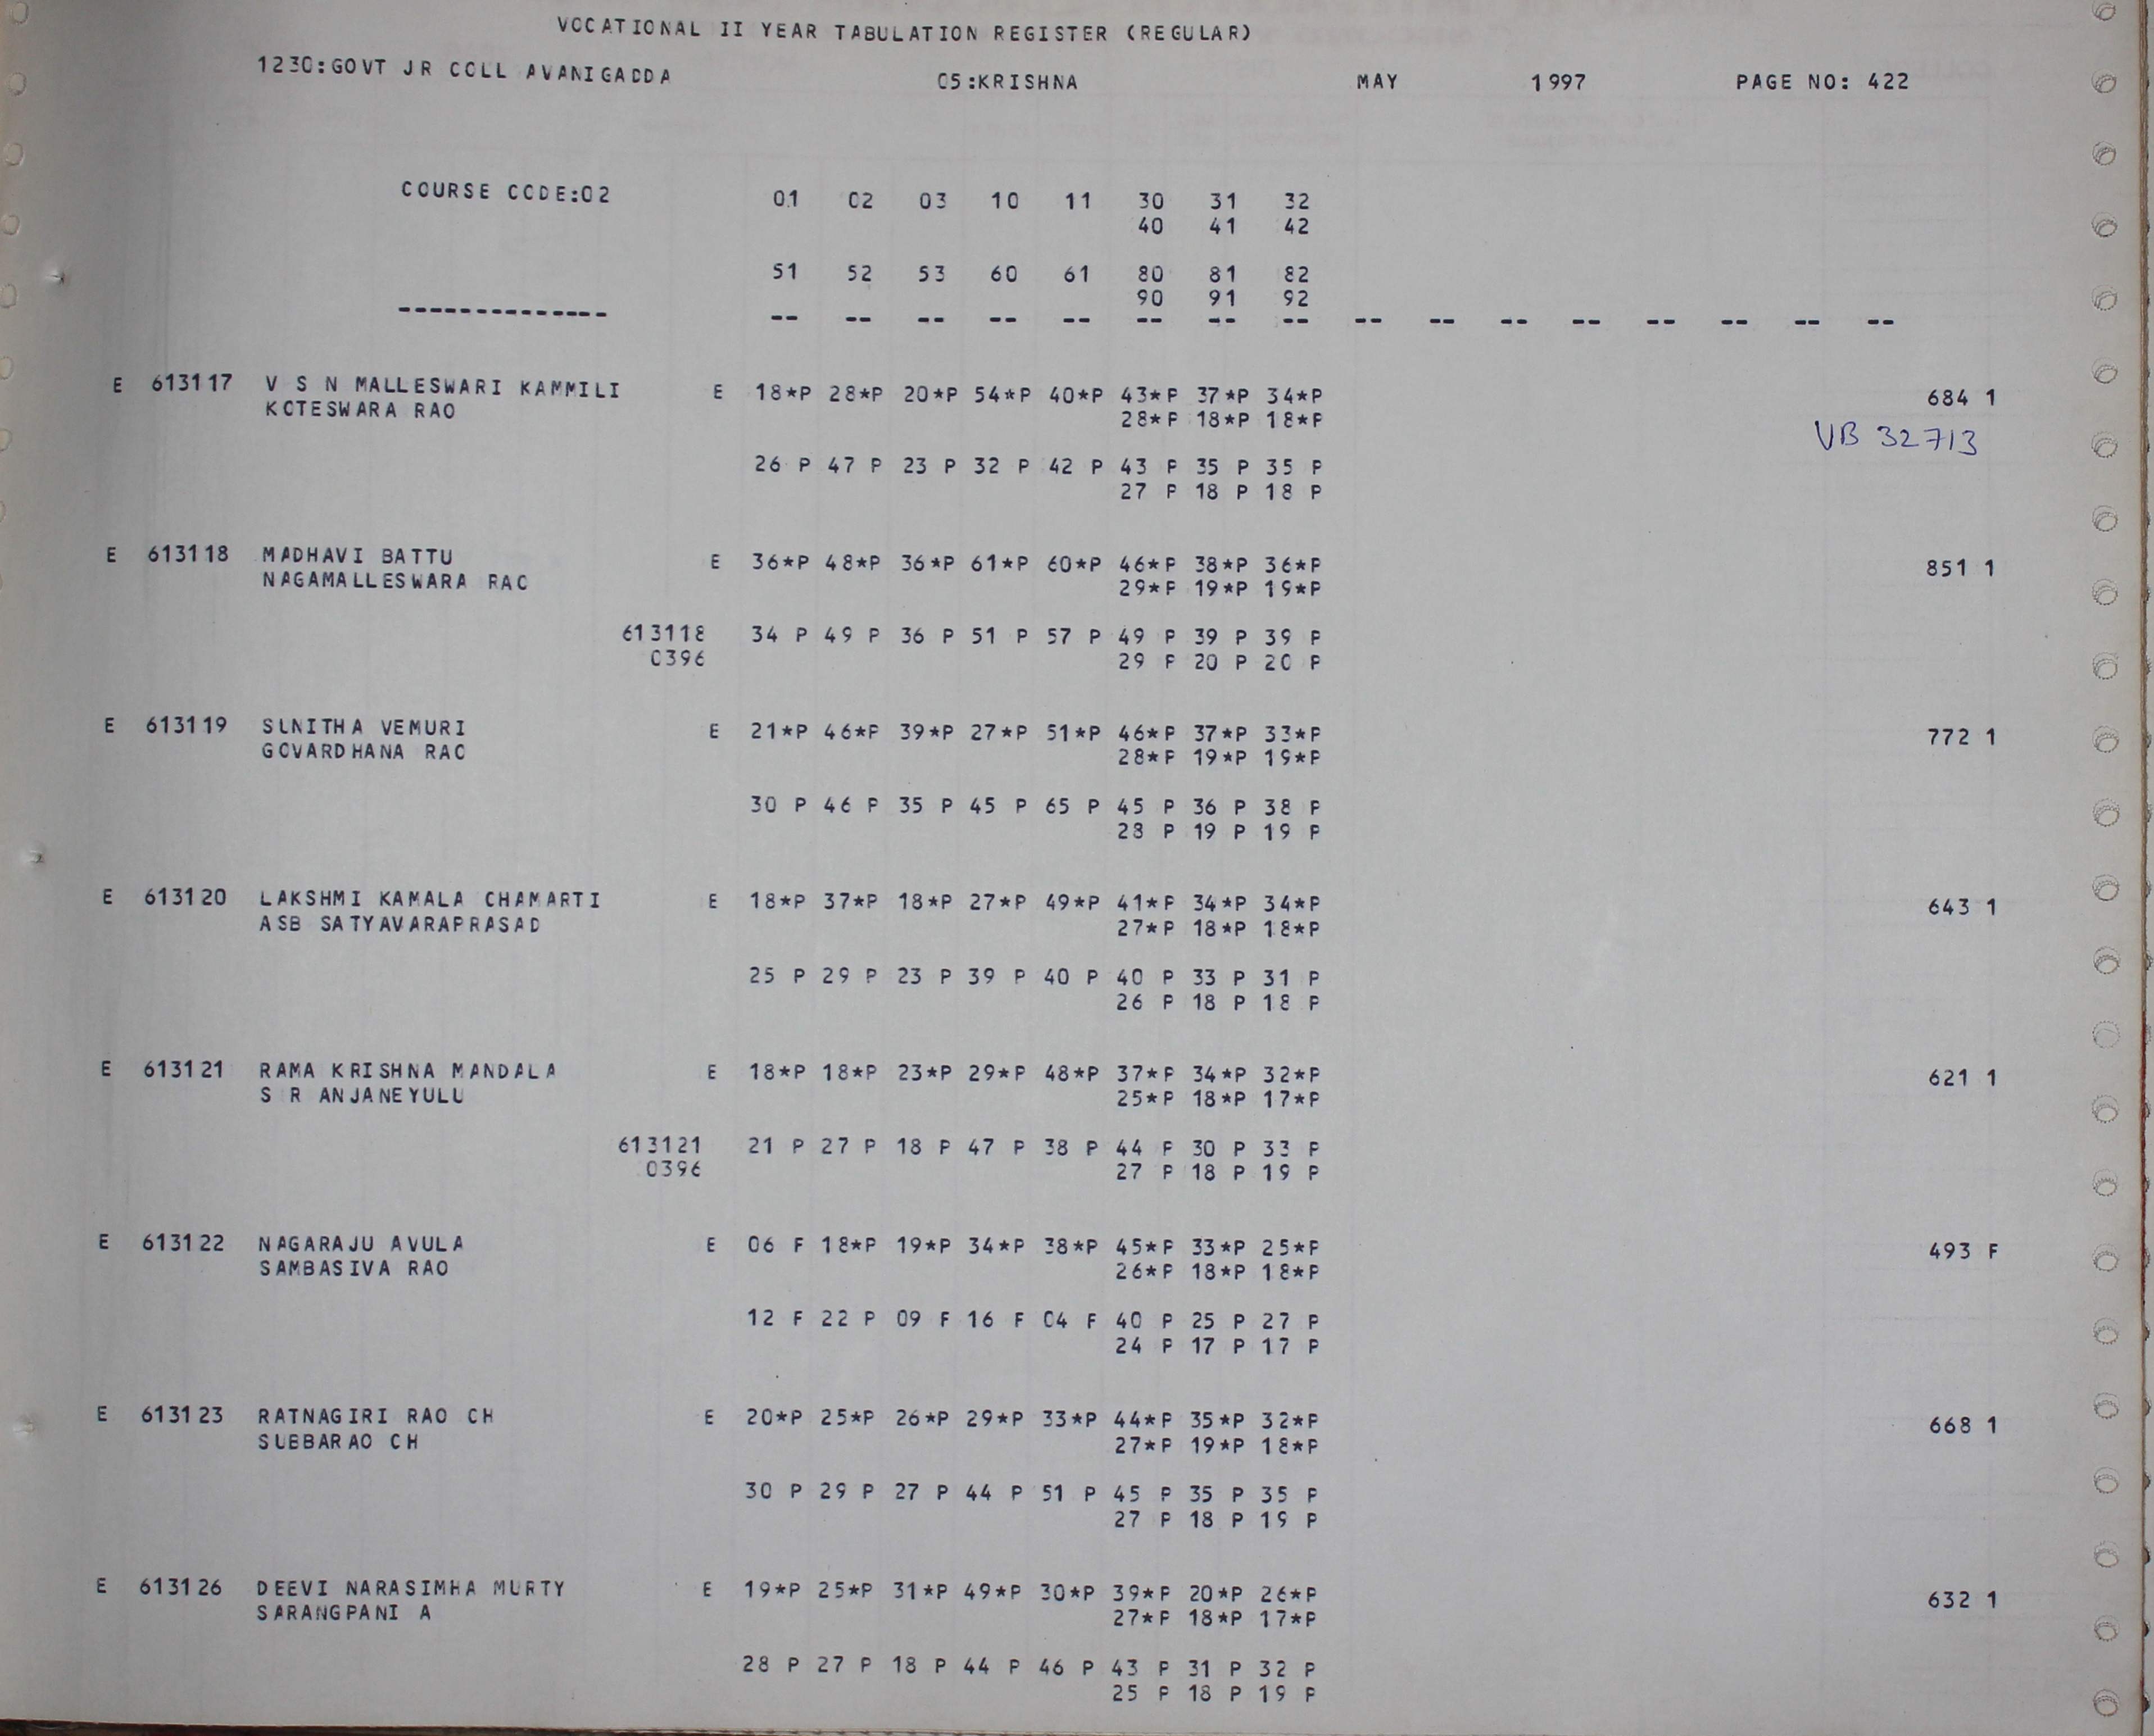 VOCATIONAL II YEAR TABULATION REGISTER (REGULAR)
1230:GOVT JR COLL AVANIGADDA 05:KRISHNA MAY 1997 PAGE NO: 422
COURSE CODE:02 01 02 03 10 11 30 31 32
40 41 42
51 52 53 60 61 80 81 82
90 91 92
-------------- -- -- -- -- -- -- -- -- -- -- -- -- -- -- -- --
E 613117 V S N MALLESWARI KAMMILI E 18*P 28*P 20*P 54*P 40*P 43*P 37*P 34*P 684 1
KOTESWARA RAO 28*P 18*P 18*P
VB 32713
26 P 47 P 23 P 32 P 42 P 43 P 35 P 35 P
27 P 18 P 18 P
E 613118 MADHAVI BATTU E 36*P 48*P 36*P 61*P 60*P 46*P 38*P 36*P 851 1
NAGAMALLESWARA RAO 29*P 19*P 19*P
613118 34 P 49 P 36 P 51 P 57 P 49 P 39 P 39 P
0396 29 P 20 P 20 P
E 613119 SUNITHA VEMURI E 21*P 46*P 39*P 27*P 51*P 46*P 37*P 33*P 772 1
GOVARDHANA RAO 28*P 19*P 19*P
30 P 46 P 35 P 45 P 65 P 45 P 36 P 38 P
28 P 19 P 19 P
E 613120 LAKSHMI KAMALA CHAMARTI E 18*P 37*P 18*P 27*P 49*P 41*P 34*P 34*P 643 1
ASB SATYAVARAPRASAD 27*P 18*P 18*P
25 P 29 P 23 P 39 P 40 P 40 P 33 P 31 P
26 P 18 P 18 P
E 613121 RAMA KRISHNA MANDALA E 18*P 18*P 23*P 29*P 48*P 37*P 34*P 32*P 621 1
S R ANJANEYULU 25*P 18*P 17*P
613121 21 P 27 P 18 P 47 P 38 P 44 P 30 P 33 P
0396 27 P 18 P 19 P
E 613122 NAGARAJU AVULA E 06 F 18*P 19*P 34*P 38*P 45*P 33*P 25*P 493 F
SAMBASIVA RAO 26*P 18*P 18*P
12 F 22 P 09 F 16 F 04 F 40 P 25 P 27 P
24 P 17 P 17 P
E 613123 RATNAGIRI RAO CH E 20*P 25*P 26*P 29*P 33*P 44*P 35*P 32*P 668 1
SUBBARAO CH 27*P 19*P 18*P
30 P 29 P 27 P 44 P 51 P 45 P 35 P 35 P
27 P 18 P 19 P
E 613126 DEEVI NARASIMHA MURTY E 19*P 25*P 31*P 49*P 30*P 39*P 20*P 26*P 632 1
SARANGPANI A 27*P 18*P 17*P
28 P 27 P 18 P 44 P 46 P 43 P 31 P 32 P
25 P 18 P 19 P